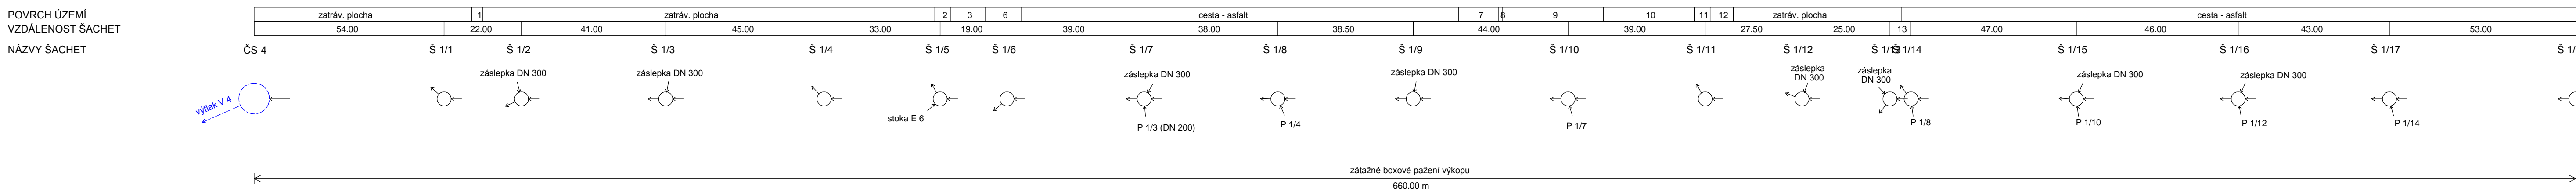 POVRCH ÚZEMÍ zatráv. plocha 1 zatráv. plocha 2 3 6 cesta - asfalt 7 8 9 10 11 12 zatráv. plocha cesta - asfalt
VZDÁLENOST ŠACHET 54.00 22.00 41.00 45.00 33.00 19.00 39.00 38.00 38.50 44.00 39.00 27.50 25.00 13 47.00 46.00 43.00 53.00
NÁZVY ŠACHET ČS-4 Š 1/1 Š 1/2 Š 1/3 Š 1/4 Š 1/5 Š 1/6 Š 1/7 Š 1/8 Š 1/9 Š 1/10 Š 1/11 Š 1/12 Š 1/13 Š 1/14 Š 1/15 Š 1/16 Š 1/17 Š 1/
výtlak V 4
záslepka DN 300
záslepka DN 300
stoka E 6
záslepka DN 300
P 1/3 (DN 200)
P 1/4
záslepka DN 300
P 1/7
záslepka
DN 300
záslepka
DN 300
P 1/8
záslepka DN 300
P 1/10
záslepka DN 300
P 1/12
P 1/14
zátažné boxové pažení výkopu
660.00 m